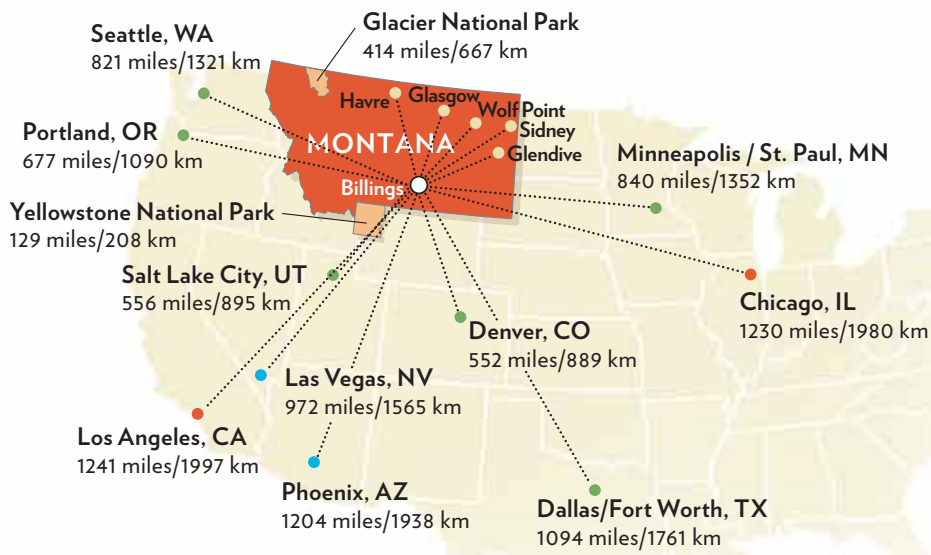 Glacier National Park
414 miles/667 km
Seattle, WA
821 miles/1321 km
Havre
Glasgow
Wolf Point
Sidney
Glendive
Portland, OR
677 miles/1090 km
MONTANA
Billings
Minneapolis / St. Paul, MN
840 miles/1352 km
Yellowstone National Park
129 miles/208 km
Salt Lake City, UT
556 miles/895 km
Chicago, IL
1230 miles/1980 km
Denver, CO
552 miles/889 km
Las Vegas, NV
972 miles/1565 km
Los Angeles, CA
1241 miles/1997 km
Phoenix, AZ
1204 miles/1938 km
Dallas/Fort Worth, TX
1094 miles/1761 km